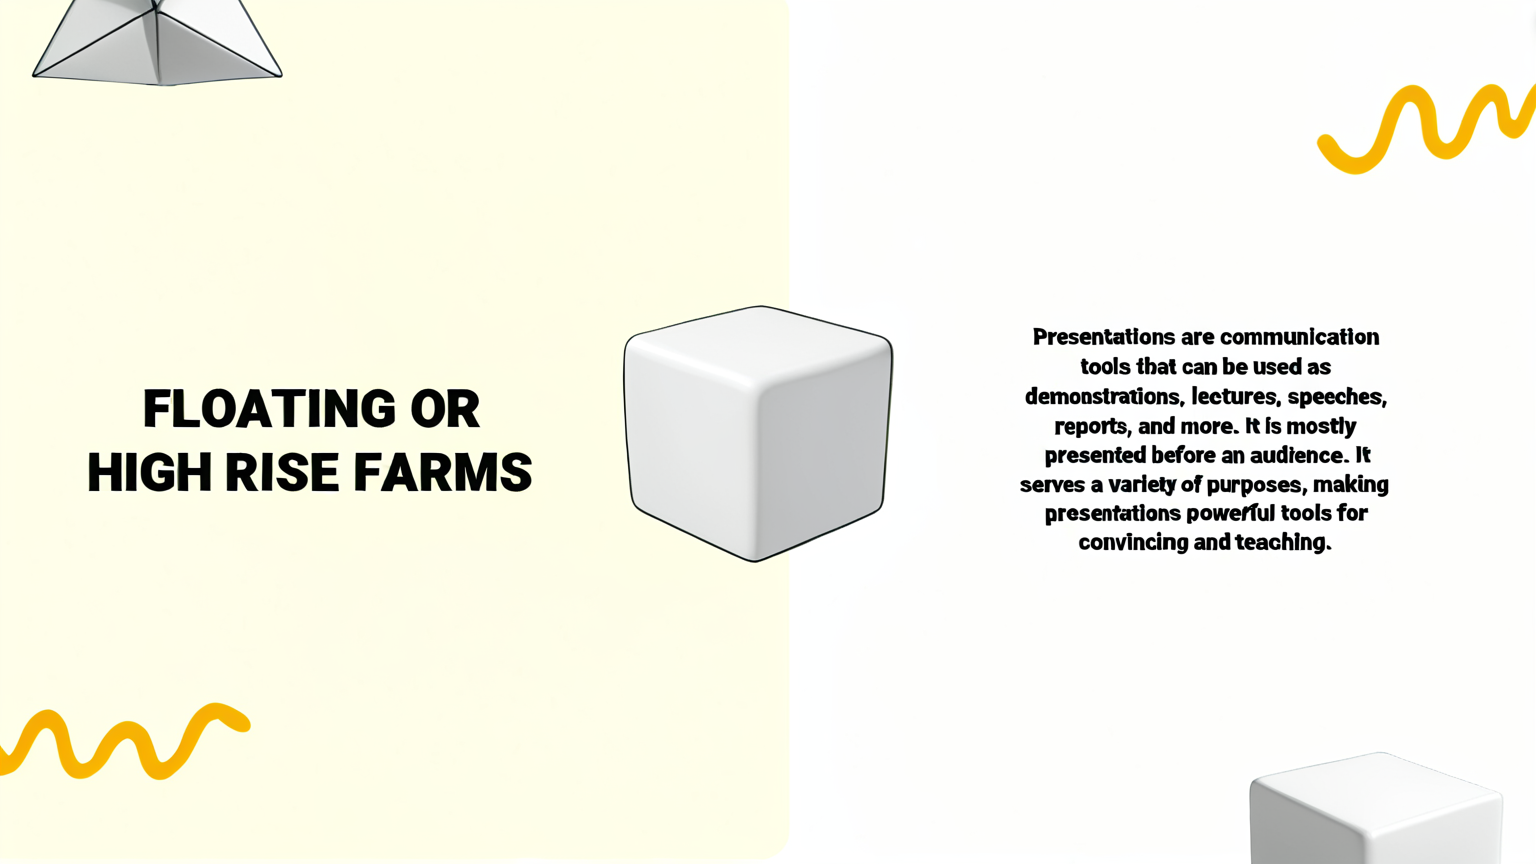 FLOATING OR
HIGH RISE FARMS
Presentations are communication
tools that can be used as
demonstrations, lectures, speeches,
reports, and more. It is mostly
presented before an audience. It
serves a variety of purposes, making
presentations powerful tools for
convincing and teaching.